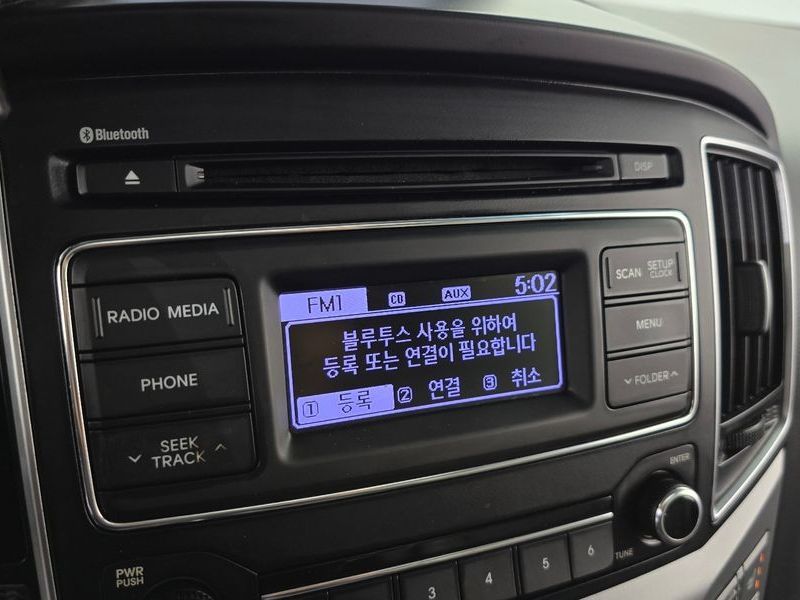 Bluetooth
DISP
RADIO MEDIA
PHONE
SEEK
TRACK
FM1 CD AUX 5:02
블루투스 사용을 위하여
등록 또는 연결이 필요합니다
1 등록 2 연결 3 취소
SCAN SETUP
CLOCK
MENU
FOLDER
ENTER
TUNE
PWR
PUSH
3 4 5 6